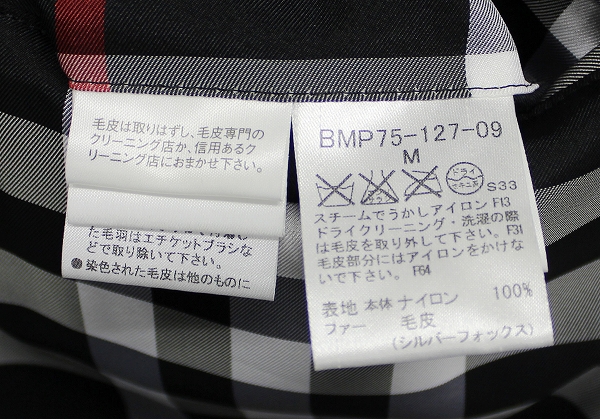 毛皮は取りはずし、毛皮専門の
クリーニング店か、信用あるク
リーニング店におまかせ下さい。
た毛羽はエチケットブラシな
どで取り除いて下さい。
●染色された毛皮は他のものに
BMP75-127-09
M
ドライ
セキユ系
S33
スチームでうかしアイロン F13
ドライクリーニング・洗濯の際
は毛皮を取り外して下さい。F31
毛皮部分にはアイロンをかけな
いで下さい。 F64
表地 本体 ナイロン 100%
ファー 毛皮
(シルバーフォックス)